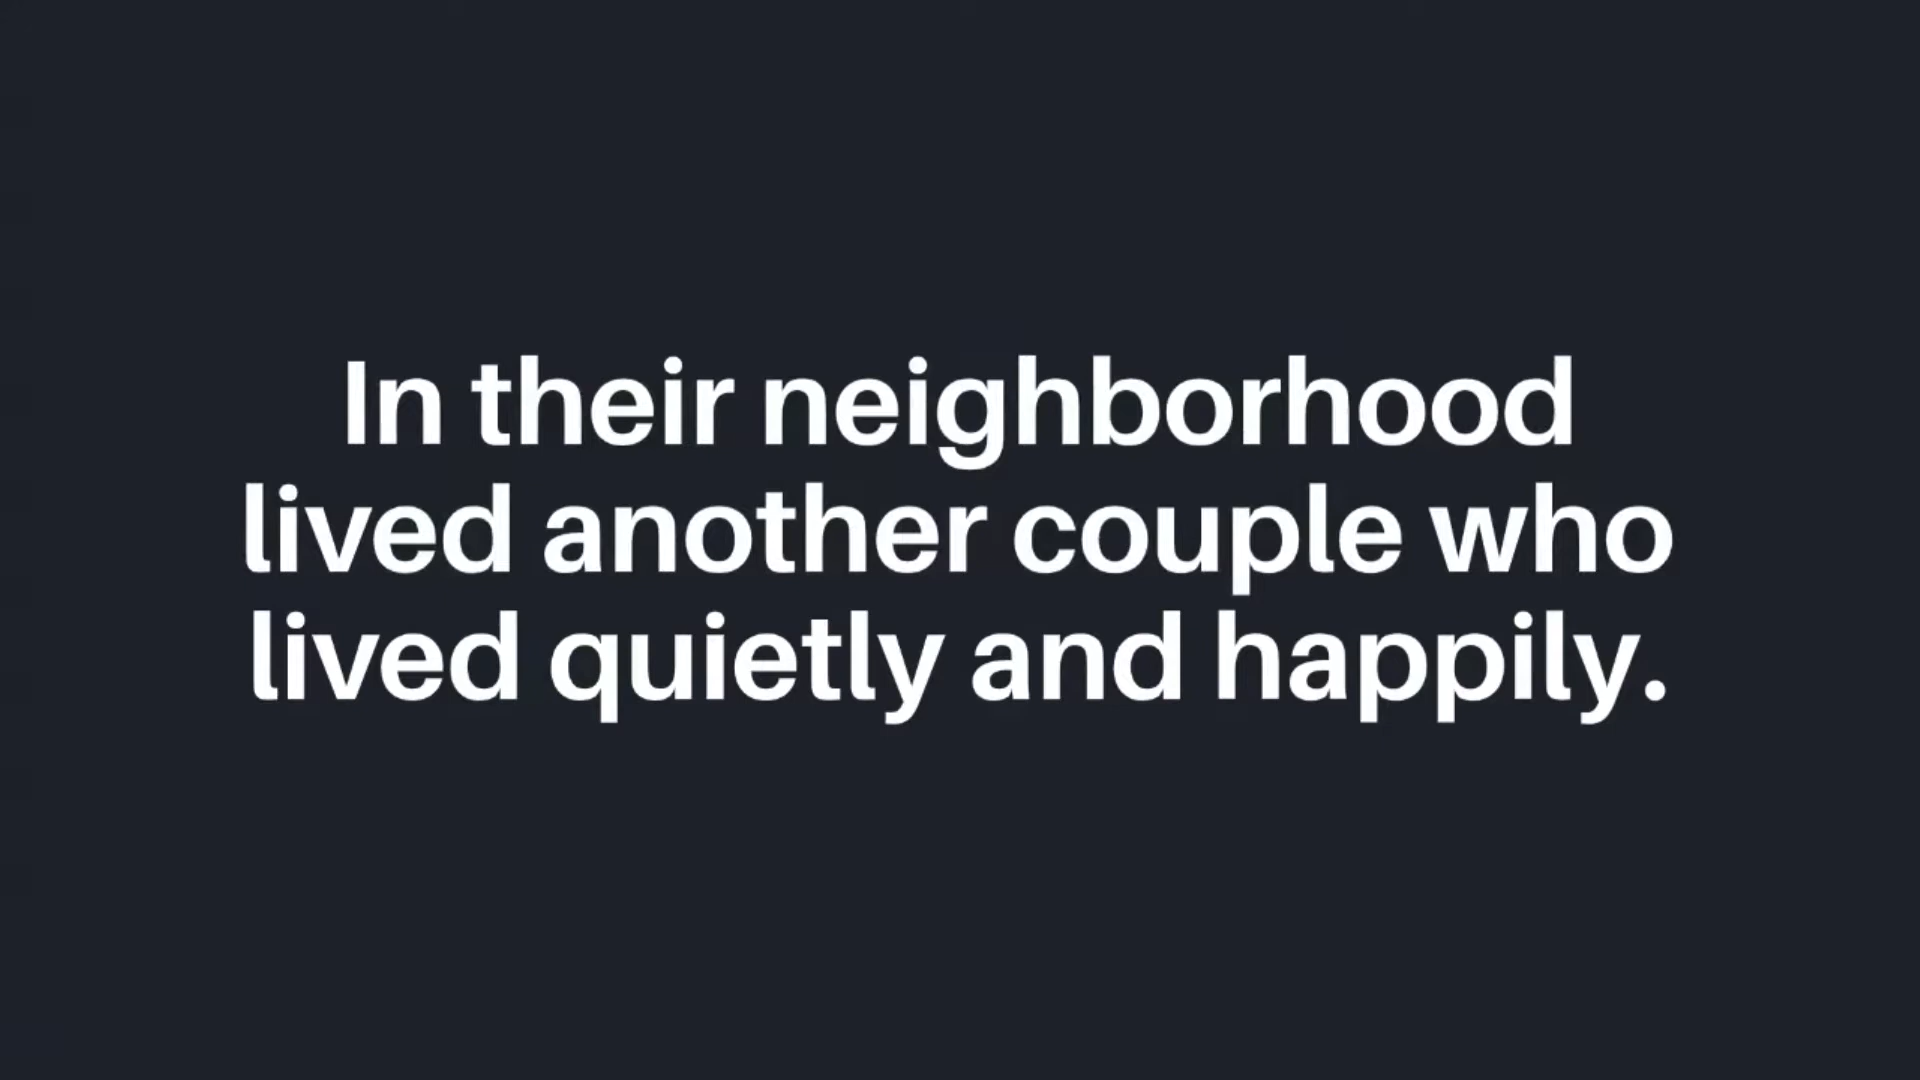 In their neighborhood
lived another couple who
lived quietly and happily.